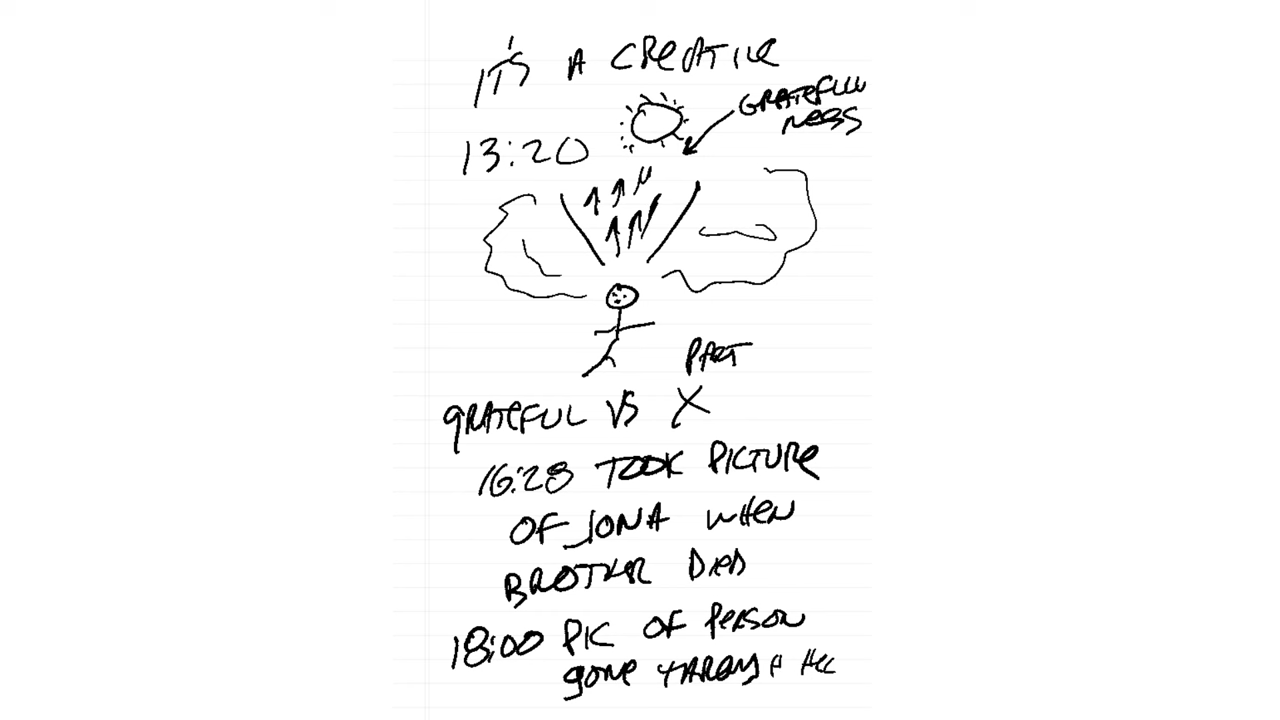 IT'S A CREATIVE
GRATEFULL
NESS
13:20
PART
GRATEFUL VS X
16:28 TOOK PICTURE
OF JONA WHEN
BROTHER DIED
18:00 PIC OF PERSON
GONE THROUGH